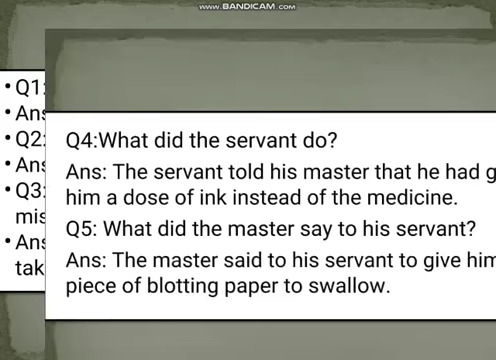 www.BANDICAM.com
• Q1:
• Ans
• Q2:
• Ans
• Q3:
mis
• Ans
tak
Q4:What did the servant do?
Ans: The servant told his master that he had g
him a dose of ink instead of the medicine.
Q5: What did the master say to his servant?
Ans: The master said to his servant to give him
piece of blotting paper to swallow.